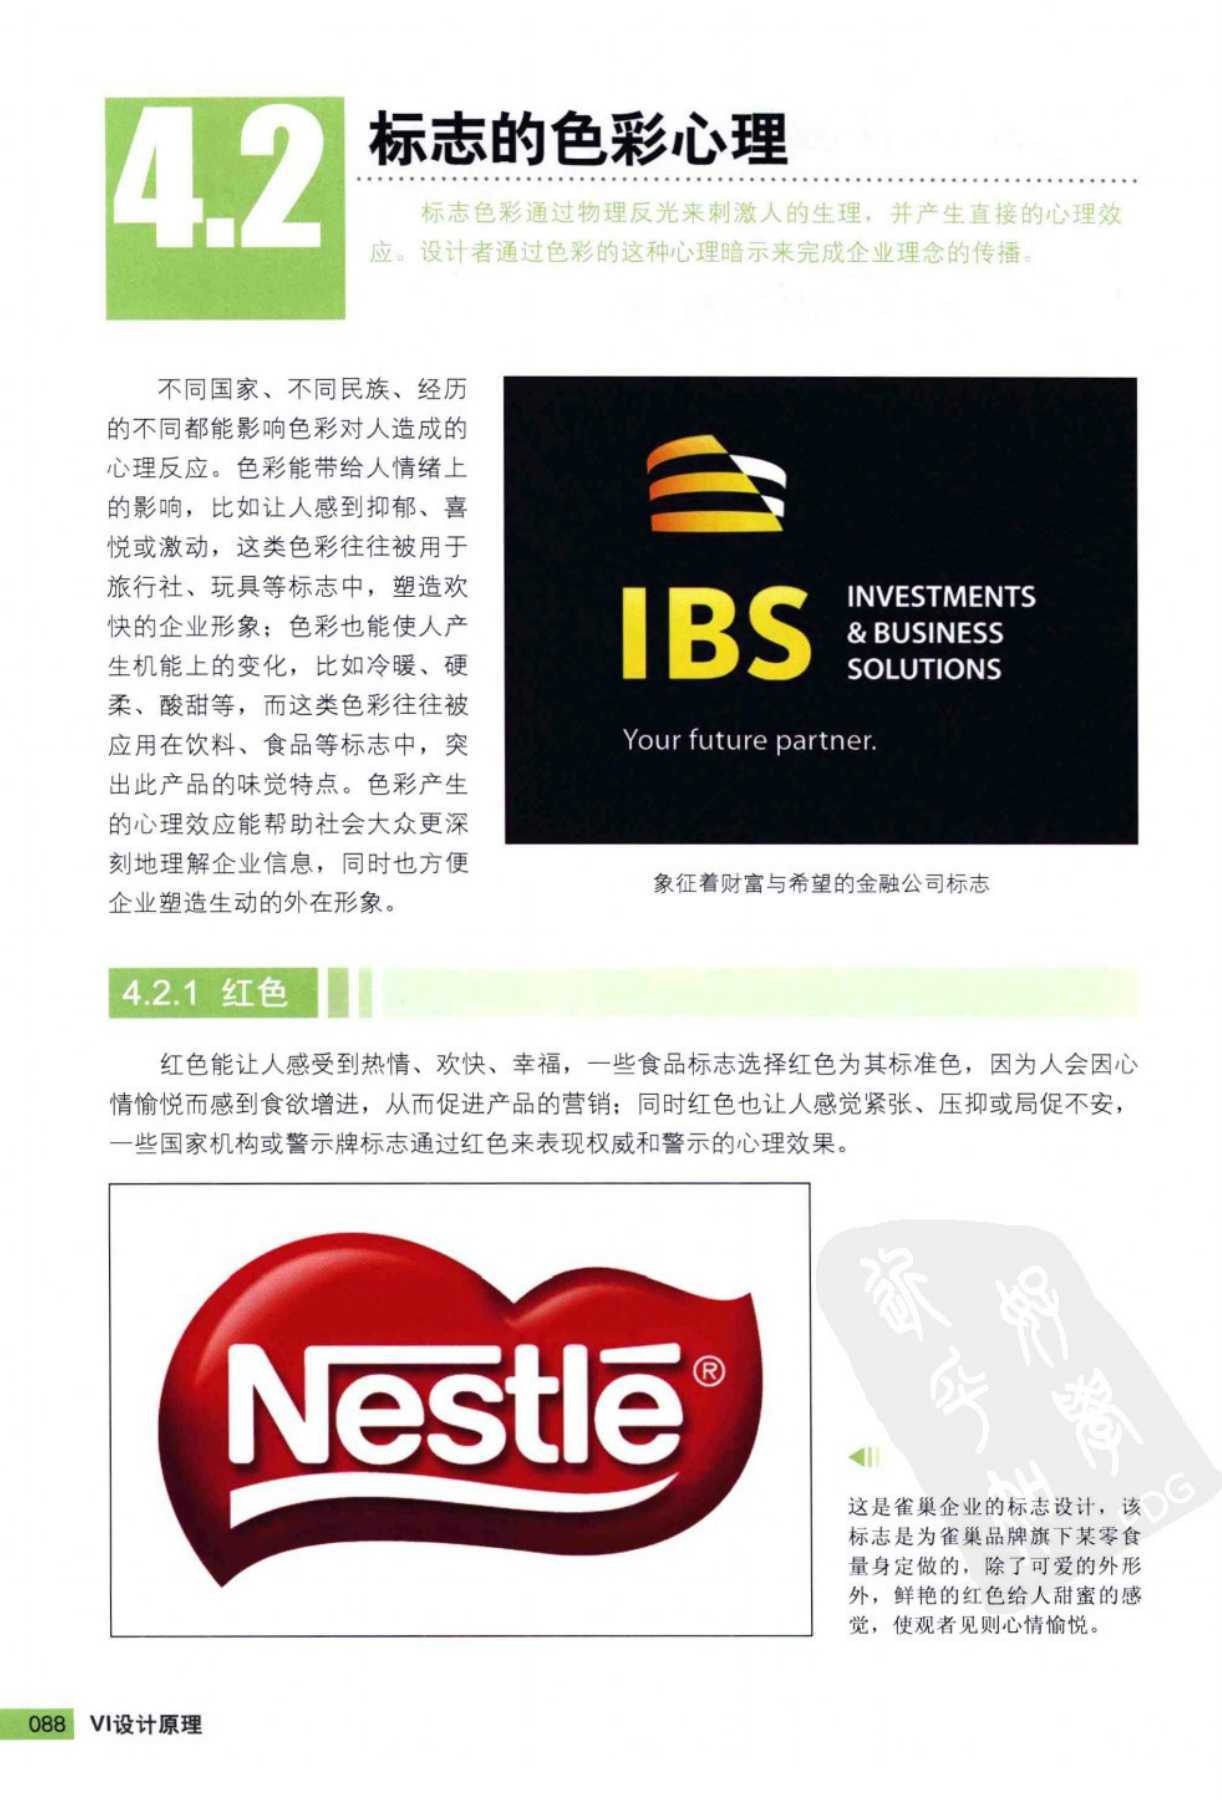 4.2
标志的色彩心理
标志色彩通过物理反光来刺激人的生理，并产生直接的心理效
应。设计者通过色彩的这种心理暗示来完成企业理念的传播。
不同国家、不同民族、经历
的不同都能影响色彩对人造成的
心理反应。色彩能带给人情绪上
的影响，比如让人感到抑郁、喜
悦或激动，这类色彩往往被用于
旅行社、玩具等标志中，塑造欢
快的企业形象；色彩也能使人产
生机能上的变化，比如冷暖、硬
柔、酸甜等，而这类色彩往往被
应用在饮料、食品等标志中，突
出此产品的味觉特点。色彩产生
的心理效应能帮助社会大众更深
刻地理解企业信息，同时也方便
企业塑造生动的外在形象。
IBS
INVESTMENTS
& BUSINESS
SOLUTIONS
Your future partner.
象征着财富与希望的金融公司标志
4.2.1 红色
红色能让人感受到热情、欢快、幸福，一些食品标志选择红色为其标准色，因为人会因心
情愉悦而感到食欲增进，从而促进产品的营销；同时红色也让人感觉紧张、压抑或局促不安，
一些国家机构或警示牌标志通过红色来表现权威和警示的心理效果。
Nestlé®
这是雀巢企业的标志设计，该
标志是为雀巢品牌旗下某零食
量身定做的，除了可爱的外形
外，鲜艳的红色给人甜蜜的感
觉，使观者见则心情愉悦。
PDG
088 VI设计原理